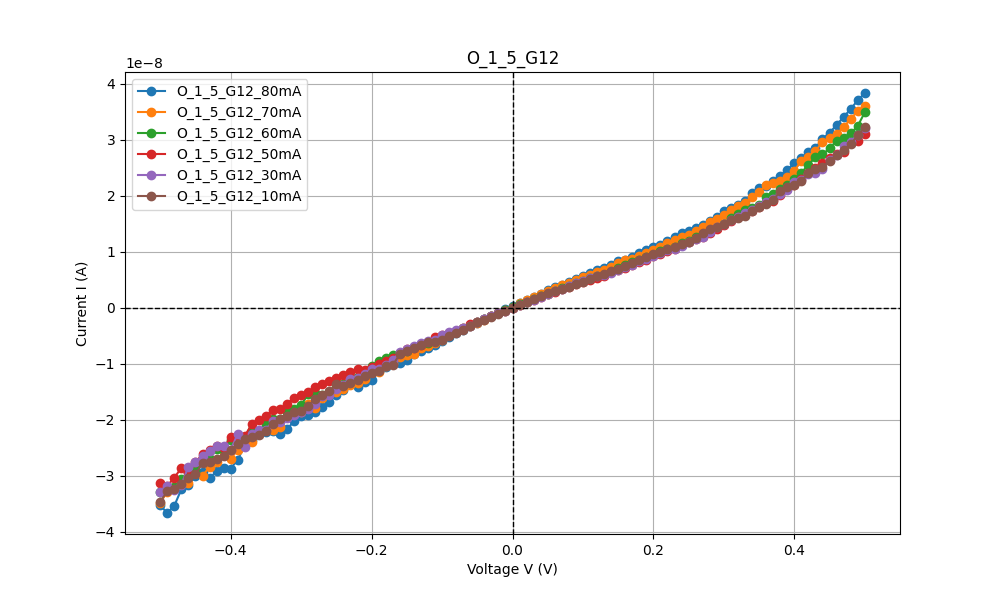 O_1_5_G12
1e−8
4
3
2
1
0
−1
−2
−3
−4
Current I (A)
O_1_5_G12_80mA
O_1_5_G12_70mA
O_1_5_G12_60mA
O_1_5_G12_50mA
O_1_5_G12_30mA
O_1_5_G12_10mA
−0.4 −0.2 0.0 0.2 0.4
Voltage V (V)